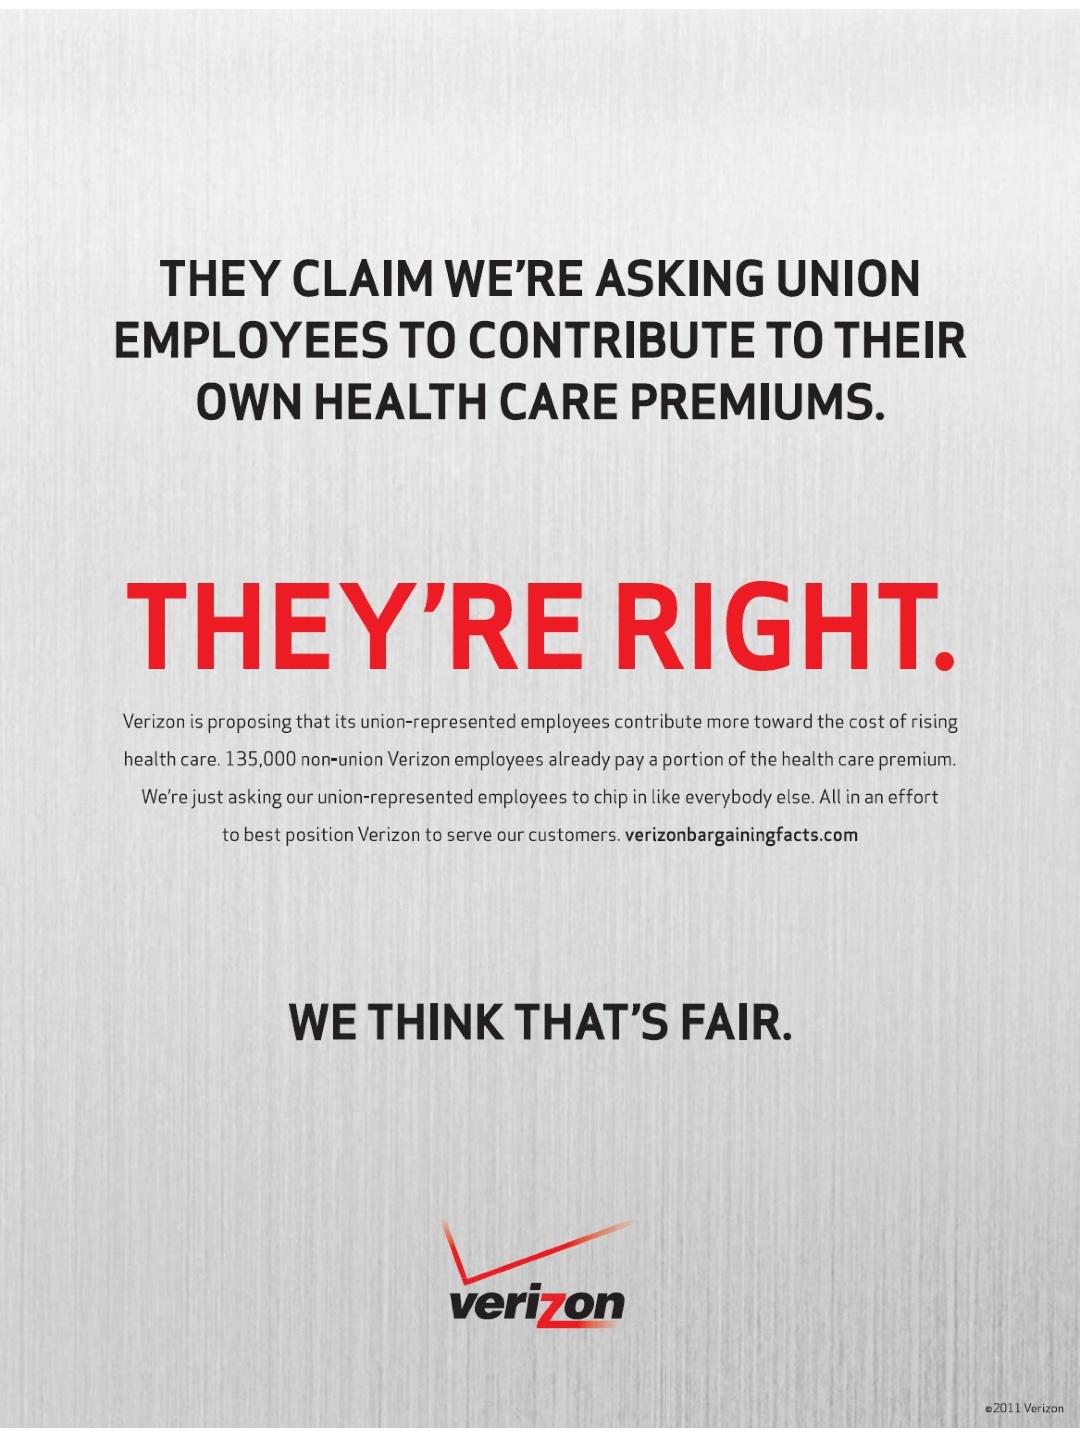 THEY CLAIM WE'RE ASKING UNION
EMPLOYEES TO CONTRIBUTE TO THEIR
OWN HEALTH CARE PREMIUMS.
THEY'RE RIGHT.
Verizon is proposing that its union-represented employees contribute more toward the cost of rising
health care. 135,000 non-union Verizon employees already pay a portion of the health care premium.
We're just asking our union-represented employees to chip in like everybody else. All in an effort
to best position Verizon to serve our customers. verizonbargainingfacts.com
WE THINK THAT'S FAIR.
verizon
©2011 Verizon